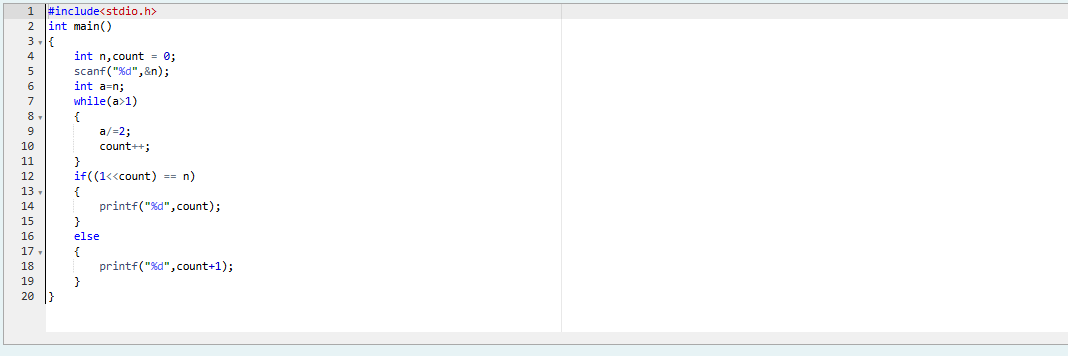 1 #include<stdio.h>
2 int main()
3 {
4 int n,count = 0;
5 scanf("%d",&n);
6 int a=n;
7 while(a>1)
8 {
9 a/=2;
10 count++;
11 }
12 if((1<<count) == n)
13 {
14 printf("%d",count);
15 }
16 else
17 {
18 printf("%d",count+1);
19 }
20 }